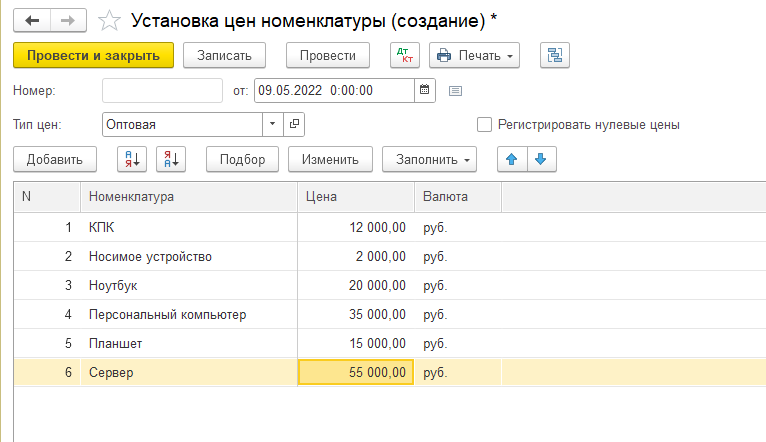 Установка цен номенклатуры (создание) *
Провести и закрыть Записать Провести Дт Кт Печать
Номер: от: 09.05.2022 0:00:00
Тип цен: Оптовая Регистрировать нулевые цены
Добавить А Я Я А Подбор Изменить Заполнить
N Номенклатура Цена Валюта
1 КПК 12 000,00 руб.
2 Носимое устройство 2 000,00 руб.
3 Ноутбук 20 000,00 руб.
4 Персональный компьютер 35 000,00 руб.
5 Планшет 15 000,00 руб.
6 Сервер 55 000,00 руб.